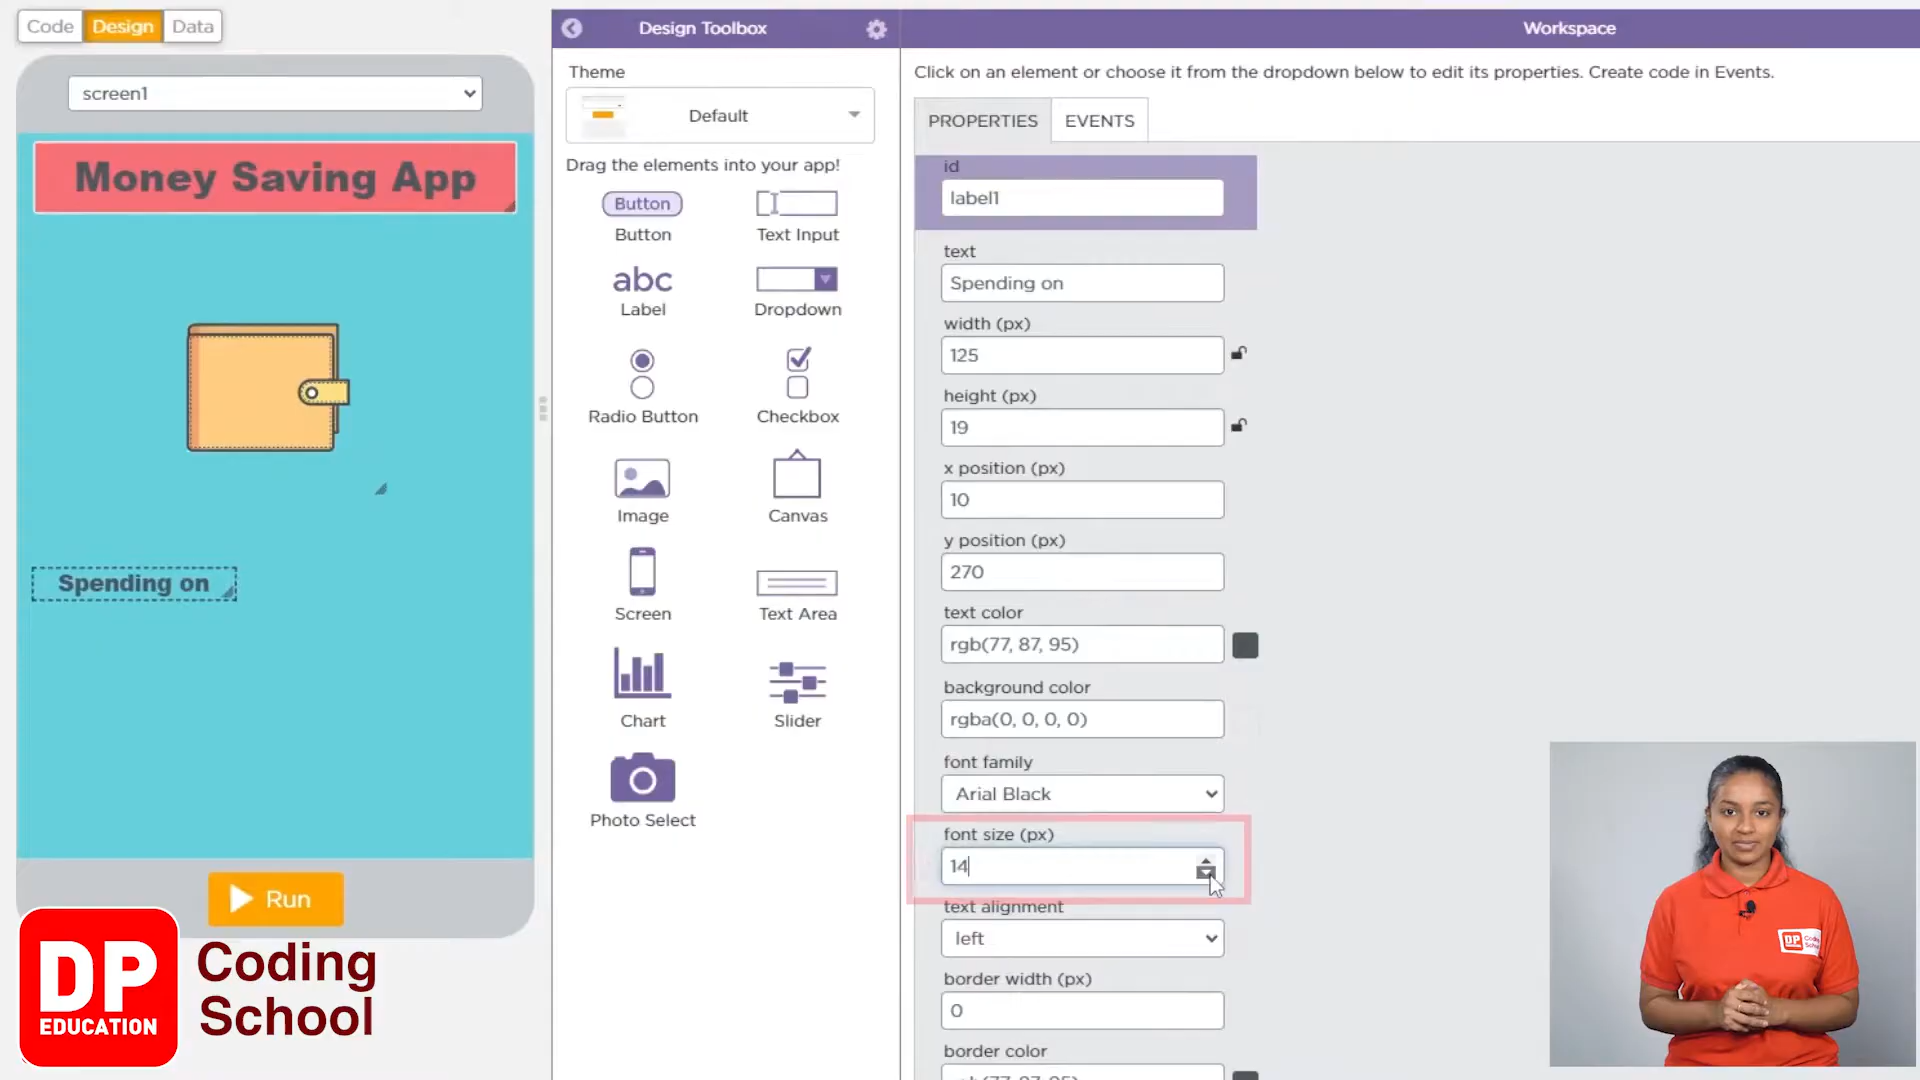 Code Design Data
screen1
Money Saving App
Spending on
Run
DP
EDUCATION
Coding
School
Design Toolbox
Theme
Default
Drag the elements into your app!
Button
Button
Text Input
abc
Label
Dropdown
Radio Button
Checkbox
Image
Canvas
Screen
Text Area
Chart
Slider
Photo Select
Workspace
Click on an element or choose it from the dropdown below to edit its properties. Create code in Events.
PROPERTIES
EVENTS
id
label1
text
Spending on
width (px)
125
height (px)
19
x position (px)
10
y position (px)
270
text color
rgb(77, 87, 95)
background color
rgba(0, 0, 0, 0)
font family
Arial Black
font size (px)
14
text alignment
left
border width (px)
0
border color
DP